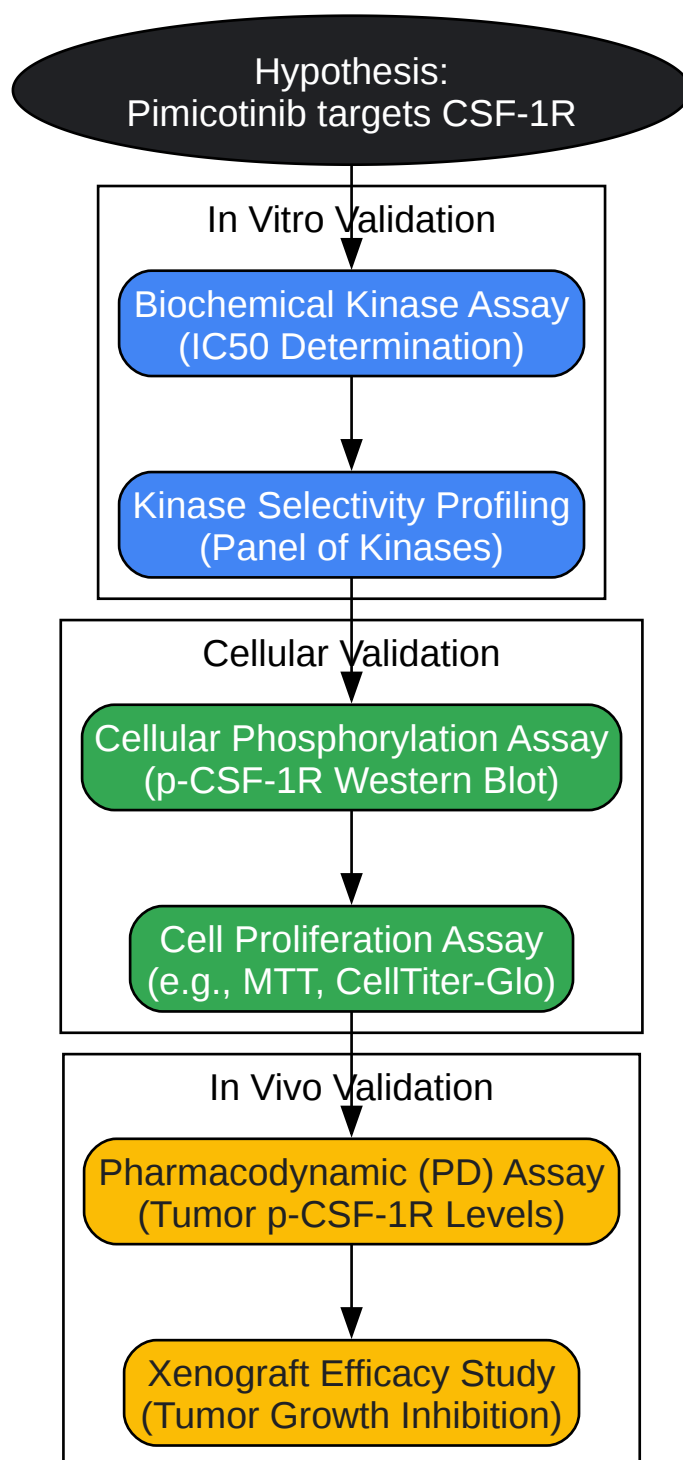 Hypothesis:
Pimicotinib targets CSF-1R
In Vitro Validation
Biochemical Kinase Assay
(IC50 Determination)
Kinase Selectivity Profiling
(Panel of Kinases)
Cellular Validation
Cellular Phosphorylation Assay
(p-CSF-1R Western Blot)
Cell Proliferation Assay
(e.g., MTT, CellTiter-Glo)
In Vivo Validation
Pharmacodynamic (PD) Assay
(Tumor p-CSF-1R Levels)
Xenograft Efficacy Study
(Tumor Growth Inhibition)